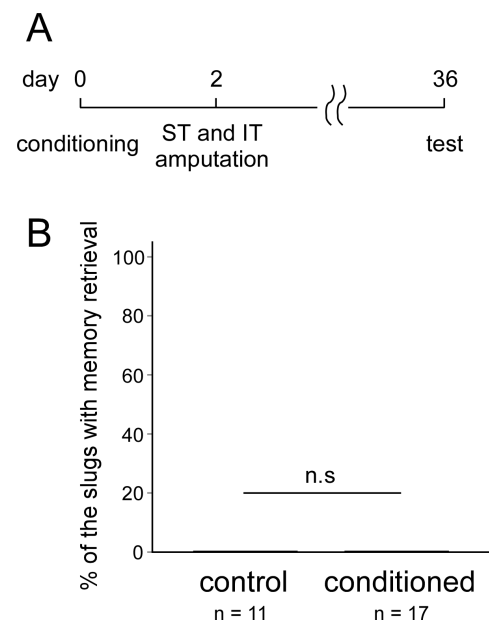 A
day 0 2 36
conditioning ST and IT amputation test
B
% of the slugs with memory retrieval
100
80
60
40
20
0
n.s
control conditioned
n = 11 n = 17